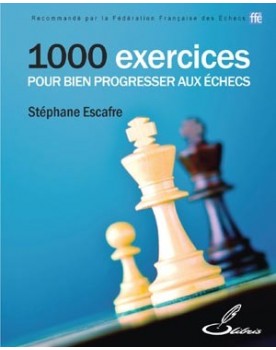 Recommandé par la Fédération Française des Échecs ffe
1000 exercices
POUR BIEN PROGRESSER AUX ÉCHECS
Stéphane Escafre
Olibris